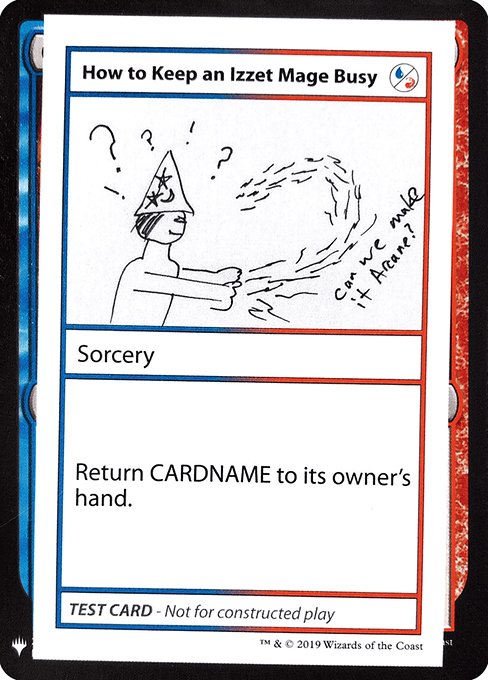 How to Keep an Izzet Mage Busy
? ? ! ?
!
can we make
it Arcane?
Sorcery
Return CARDNAME to its owner's
hand.
TEST CARD - Not for constructed play
™ & © 2019 Wizards of the Coast